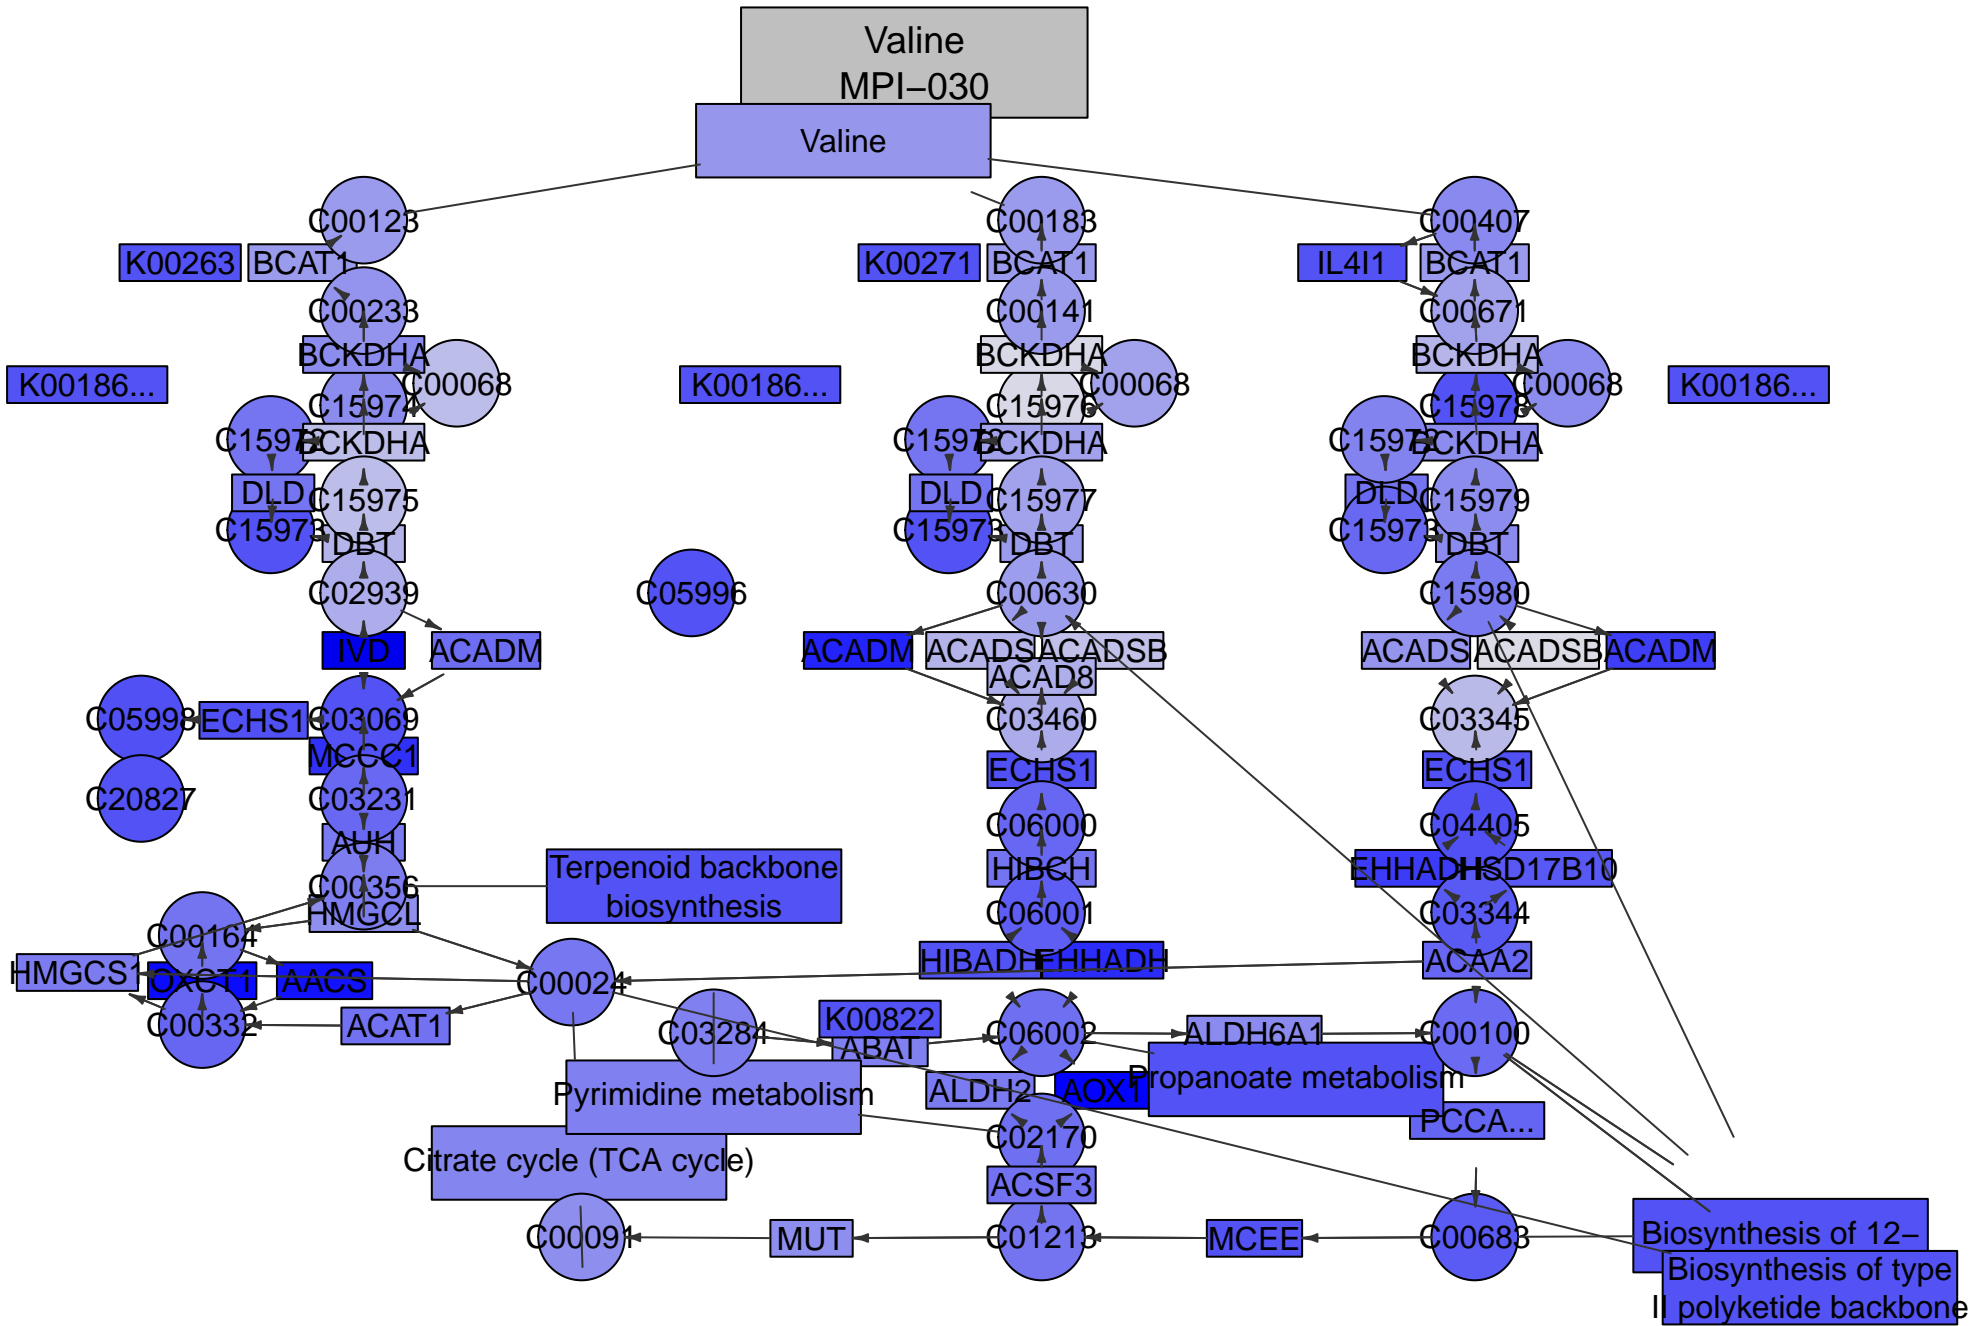 Valine
MPI−030
Valine
C00123
C00183
C00407
K00263
BCAT1
K00271
BCAT1
IL4I1
BCAT1
C00233
C00141
C00671
BCKDHA
BCKDHA
BCKDHA
K00186...
C00068
K00186...
C00068
C00068
K00186...
C15974
C15976
C15978
C15972
BCKDHA
C15972
BCKDHA
C15972
BCKDHA
DLD
C15975
DLD
C15977
DLD
C15979
C15973
DBT
C15973
DBT
C15973
DBT
C02939
C05996
C00630
C15980
IVD
ACADM
ACADM
ACADS
ACADSB
ACADS
ACADSB
ACADM
ACAD8
C05998
ECHS1
C03069
C03460
C03345
MCCC1
ECHS1
ECHS1
C20827
C03231
C06000
C04405
AUH
Terpenoid backbone
biosynthesis
HIBCH
EHHADH
HSD17B10
C00356
HMGCL
C06001
C03344
C00164
HMGCS1
OXCT1
AACS
C00024
HIBADH
EHHADH
ACAA2
C00332
ACAT1
C03284
K00822
ABAT
C06002
ALDH6A1
C00100
Pyrimidine metabolism
ALDH2
AOX1
Propanoate metabolism
C02170
PCCA...
Citrate cycle (TCA cycle)
ACSF3
C00091
MUT
C01213
MCEE
C00683
Biosynthesis of 12−
Biosynthesis of type
II polyketide backbone